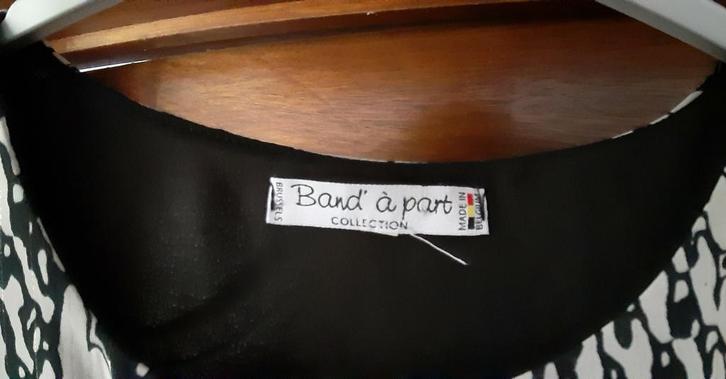 BRUSSELS
Band' à part
COLLECTION
MADE IN
BELGIUM